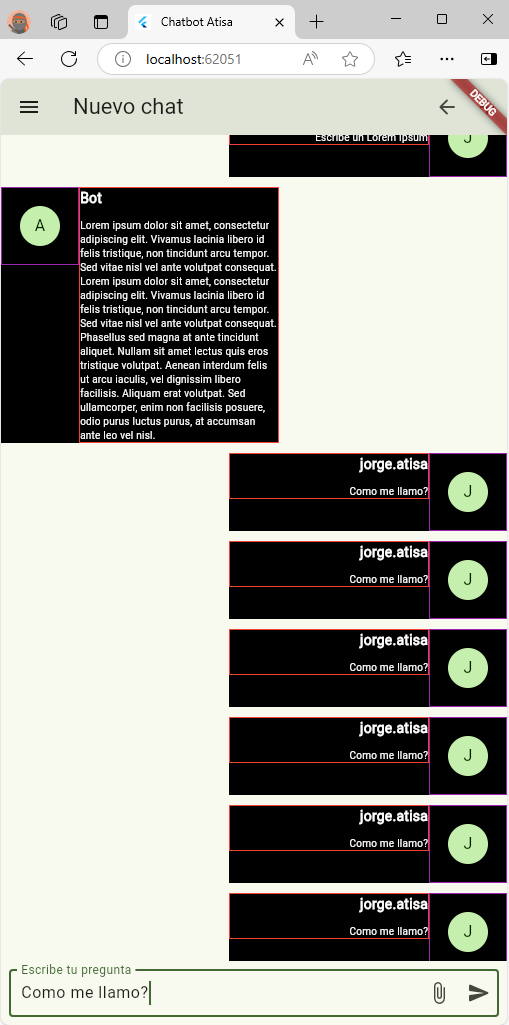 Chatbot Atisa
localhost:62051
Nuevo chat
DEBUG
Escribe un Lorem ipsum
J
A
Bot
Lorem ipsum dolor sit amet, consectetur
adipiscing elit. Vivamus lacinia libero id
felis tristique, non tincidunt arcu tempor.
Sed vitae nisl vel ante volutpat consequat.
Lorem ipsum dolor sit amet, consectetur
adipiscing elit. Vivamus lacinia libero id
felis tristique, non tincidunt arcu tempor.
Sed vitae nisl vel ante volutpat consequat.
Phasellus sed magna at ante tincidunt
aliquet. Nullam sit amet lectus quis eros
tristique volutpat. Aenean interdum felis
ut arcu iaculis, vel dignissim libero
facilisis. Aliquam erat volutpat. Sed
ullamcorper, enim non facilisis posuere,
odio purus luctus purus, at accumsan
ante leo vel nisl.
jorge.atisa
Como me llamo?
J
jorge.atisa
Como me llamo?
J
jorge.atisa
Como me llamo?
J
jorge.atisa
Como me llamo?
J
jorge.atisa
Como me llamo?
J
jorge.atisa
Como me llamo?
J
Escribe tu pregunta
Como me llamo?